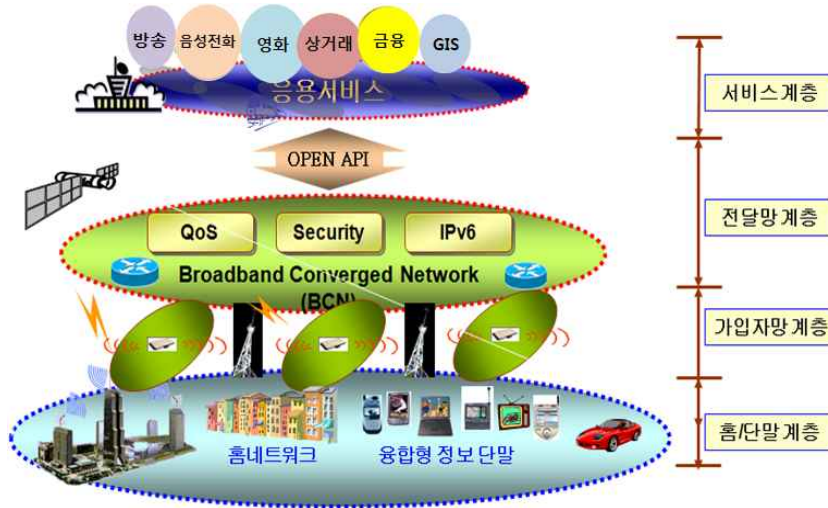 방송
음성전화
영화
상거래
금융
GIS
응용서비스
서비스 계층
OPEN API
전달망 계층
QoS
Security
IPv6
Broadband Converged Network
(BCN)
가입자망 계층
홈네트워크
융합형 정보 단말
홈/단말 계층